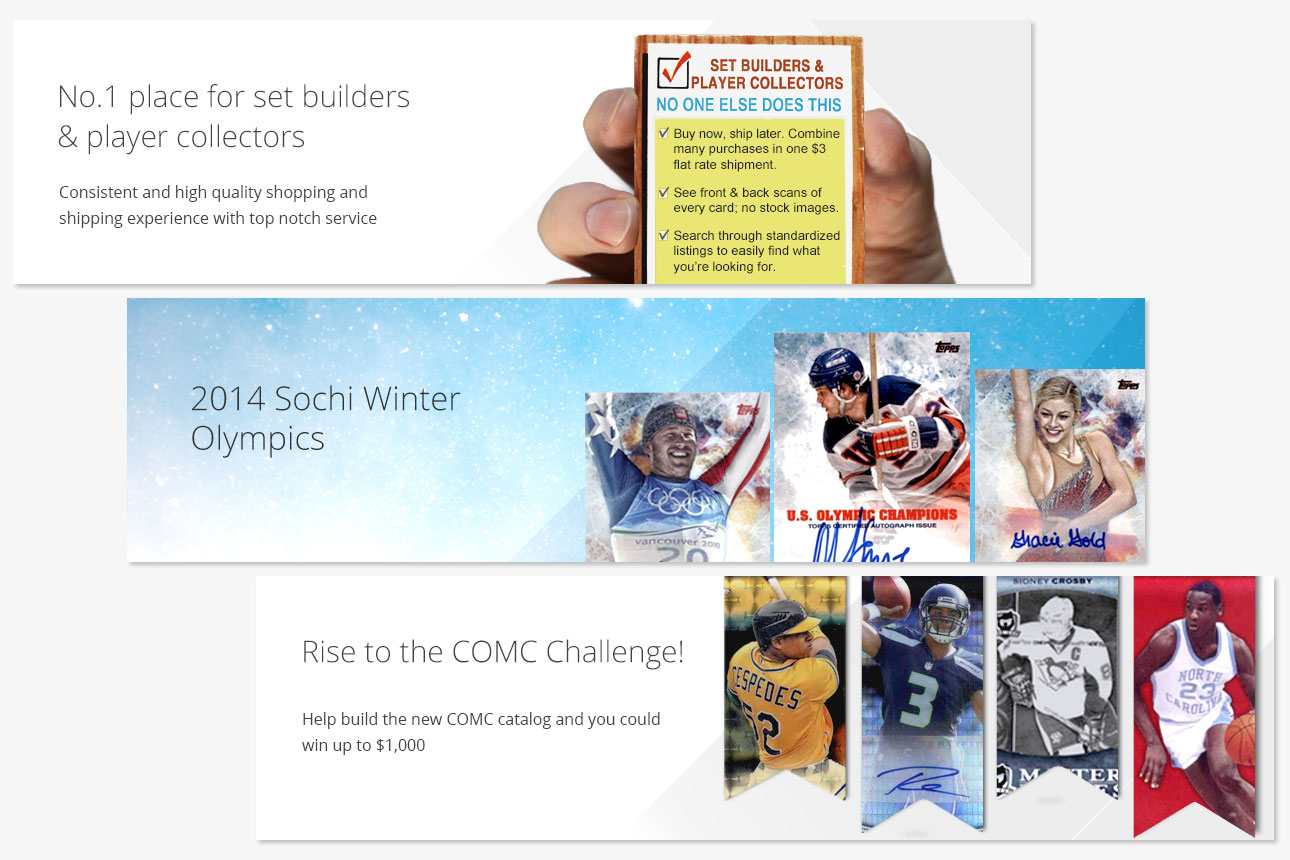 No.1 place for set builders
& player collectors
Consistent and high quality shopping and
shipping experience with top notch service
SET BUILDERS &
PLAYER COLLECTORS
NO ONE ELSE DOES THIS
Buy now, ship later. Combine
many purchases in one $3
flat rate shipment.
See front & back scans of
every card; no stock images.
Search through standardized
listings to easily find what
you're looking for.
2014 Sochi Winter
Olympics
Topps
vancouver 2010
20
Topps
U.S. OLYMPIC CHAMPIONS
TOPPS CERTIFIED AUTOGRAPH ISSUE
Topps
Gracie Gold
Rise to the COMC Challenge!
Help build the new COMC catalog and you could
win up to $1,000
CESPEDES
52
3
SIDNEY CROSBY
C
MASTER
NORTH
23
CAROLINA